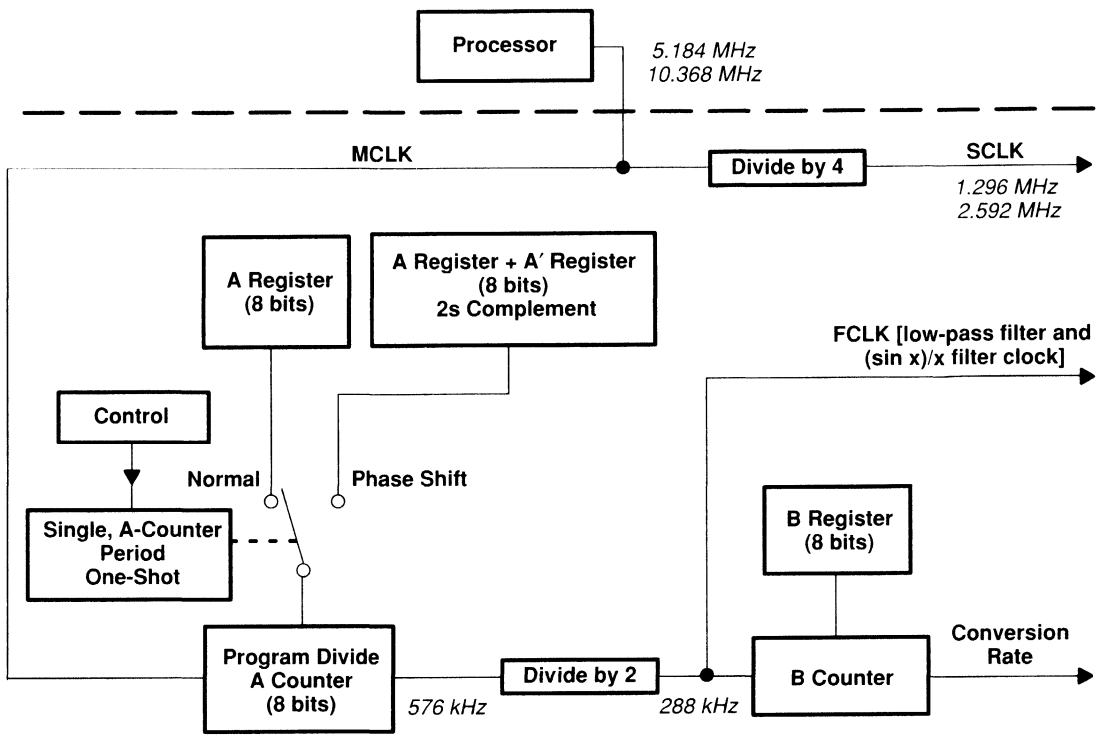 Processor
5.184 MHz
10.368 MHz
MCLK
Divide by 4
SCLK
1.296 MHz
2.592 MHz
A Register
(8 bits)
A Register + A′ Register
(8 bits)
2s Complement
FCLK [low-pass filter and
(sin x)/x filter clock]
Control
Normal
Phase Shift
Single, A-Counter
Period
One-Shot
B Register
(8 bits)
Program Divide
A Counter
(8 bits)
576 kHz
Divide by 2
288 kHz
B Counter
Conversion
Rate